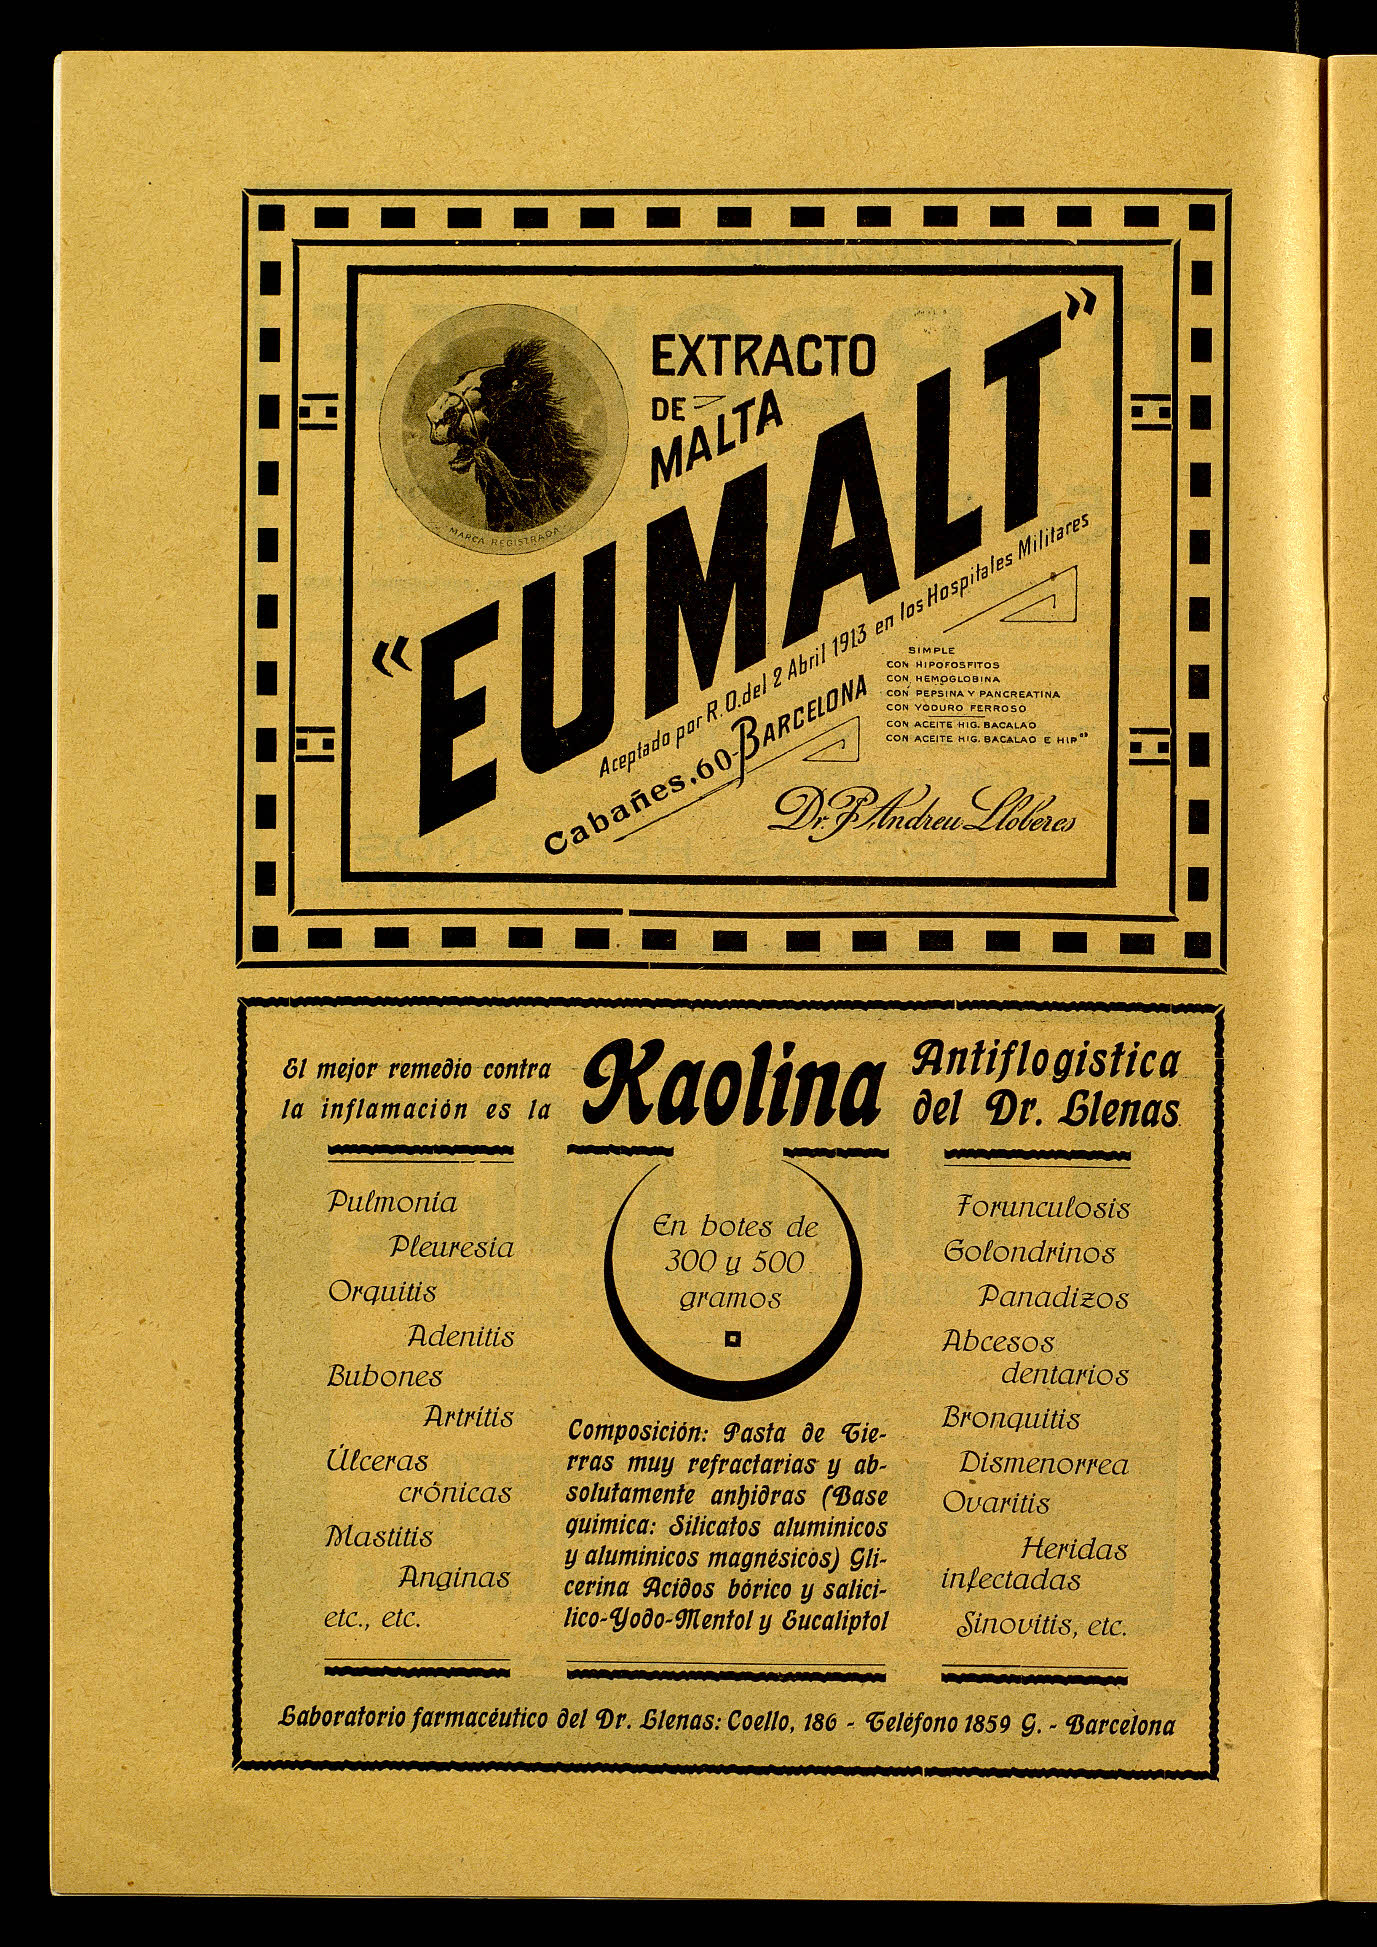 EXTRACTO
DE
MALTA
MARCA REGISTRADA
“EUMALT”
Aceptado por R. O. del 2 Abril 1913 en los Hospitales Militares
Cabañes, 60-BARCELONA
SIMPLE
CON HIPOFOSFITOS
CON HEMOGLOBINA
CON PEPSINA Y PANCREATINA
CON YODURO FERROSO
CON ACEITE HIG. BACALAO
CON ACEITE HIG. BACALAO E HIPos
Dr. P. Andreu Lloberes
El mejor remedio contra
la inflamación es la
Kaolina
Antiflogistica
del Dr. Llenas
Pulmonía
Pleuresia
Orquitis
Adenitis
Bubones
Artritis
Úlceras
crónicas
Mastitis
Anginas
etc., etc.
En botes de
300 y 500
gramos
Composición: Pasta de Tie-
rras muy refractarias y ab-
solutamente anhidras (Base
quimica: Silicatos aluminicos
y aluminicos magnésicos) Gli-
cerina Acidos bórico y salici-
lico-Yodo-Mentol y Eucaliptol
Forunculosis
Golondrinos
Panadizos
Abcesos
dentarios
Bronquitis
Dismenorrea
Ovaritis
Heridas
infectadas
Sinovitis, etc.
Laboratorio farmacéutico del Dr. Llenas: Coello, 186 - Teléfono 1859 G. - Barcelona